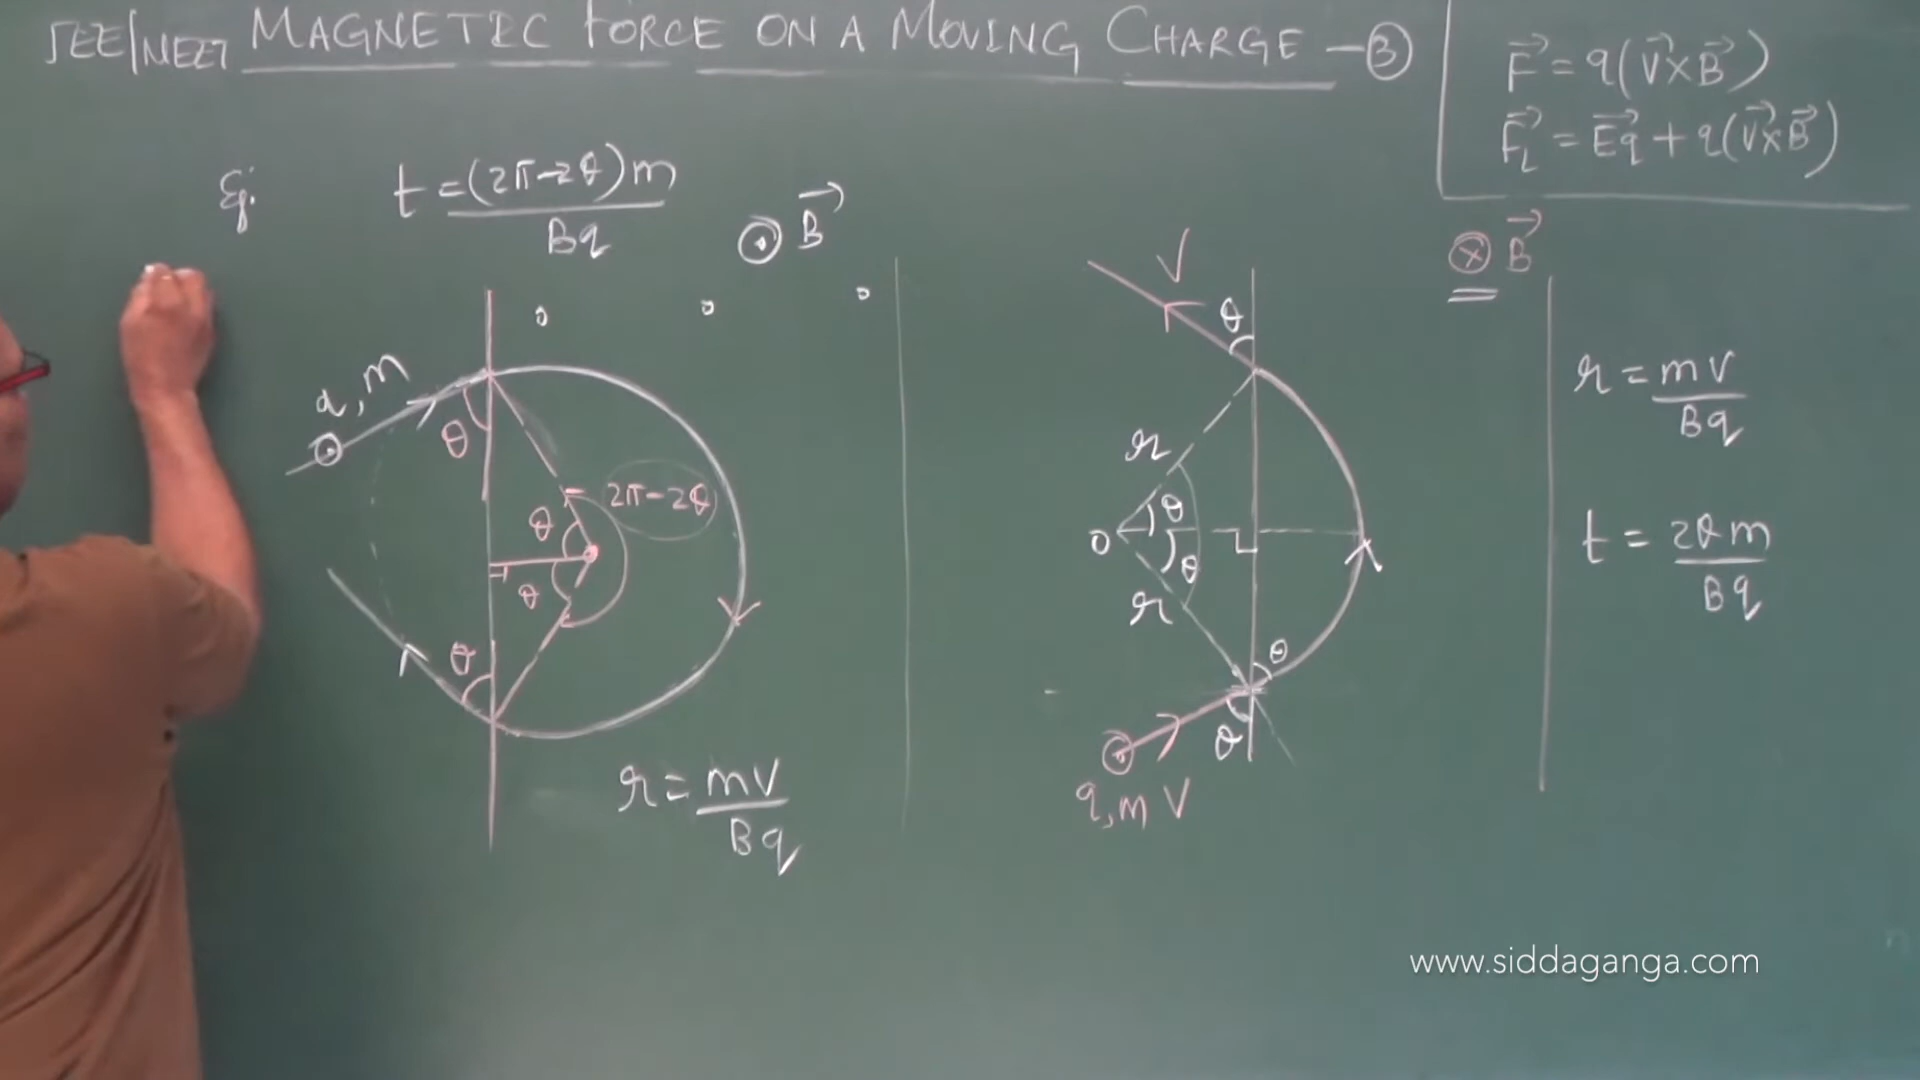 JEE/NEET MAGNETIC FORCE ON A MOVING CHARGE - 3
F⃗ = q(V⃗×B⃗)
F⃗L = E⃗q + q(V⃗×B⃗)
Eg:
t = (2π-2θ)m / Bq
⊙ B⃗
q, m
θ
θ
2π-2θ
θ
θ
r = mV / Bq
⊗ B⃗
V
θ
r
θ
O
θ
r
θ
θ
q, m V
r = mV / Bq
t = 2θm / Bq
www.siddaganga.com